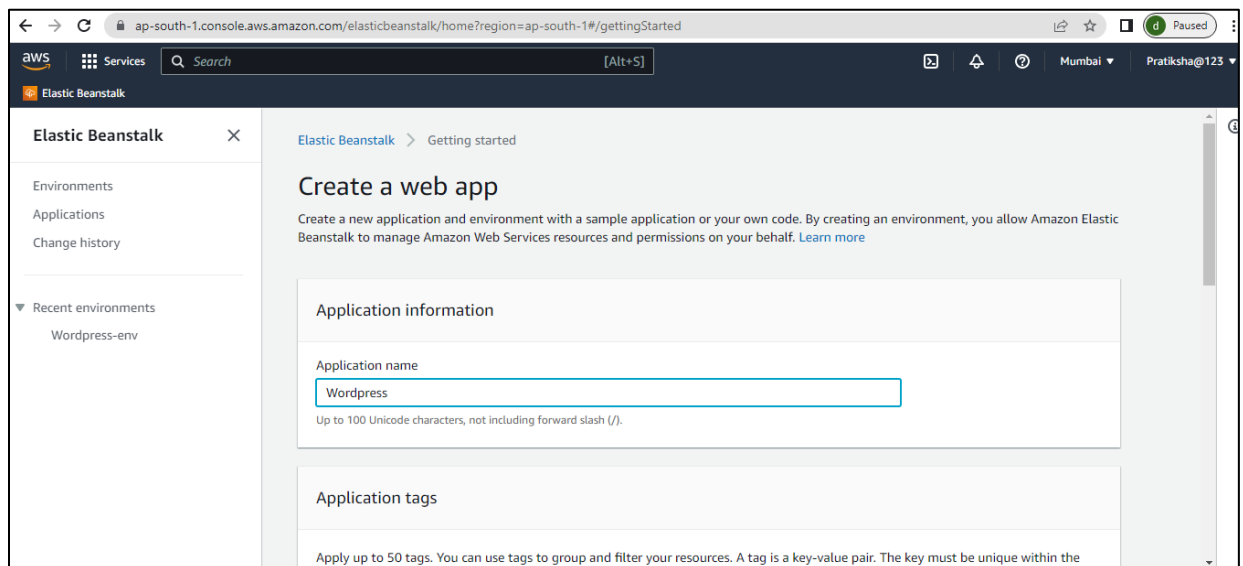 ap-south-1.console.aws.amazon.com/elasticbeanstalk/home?region=ap-south-1#/gettingStarted
d Paused
aws Services Search [Alt+S] Mumbai Pratiksha@123
Elastic Beanstalk
Elastic Beanstalk
Environments
Applications
Change history
Recent environments
Wordpress-env
Elastic Beanstalk > Getting started
Create a web app
Create a new application and environment with a sample application or your own code. By creating an environment, you allow Amazon Elastic
Beanstalk to manage Amazon Web Services resources and permissions on your behalf. Learn more
Application information
Application name
Wordpress
Up to 100 Unicode characters, not including forward slash (/).
Application tags
Apply up to 50 tags. You can use tags to group and filter your resources. A tag is a key-value pair. The key must be unique within the